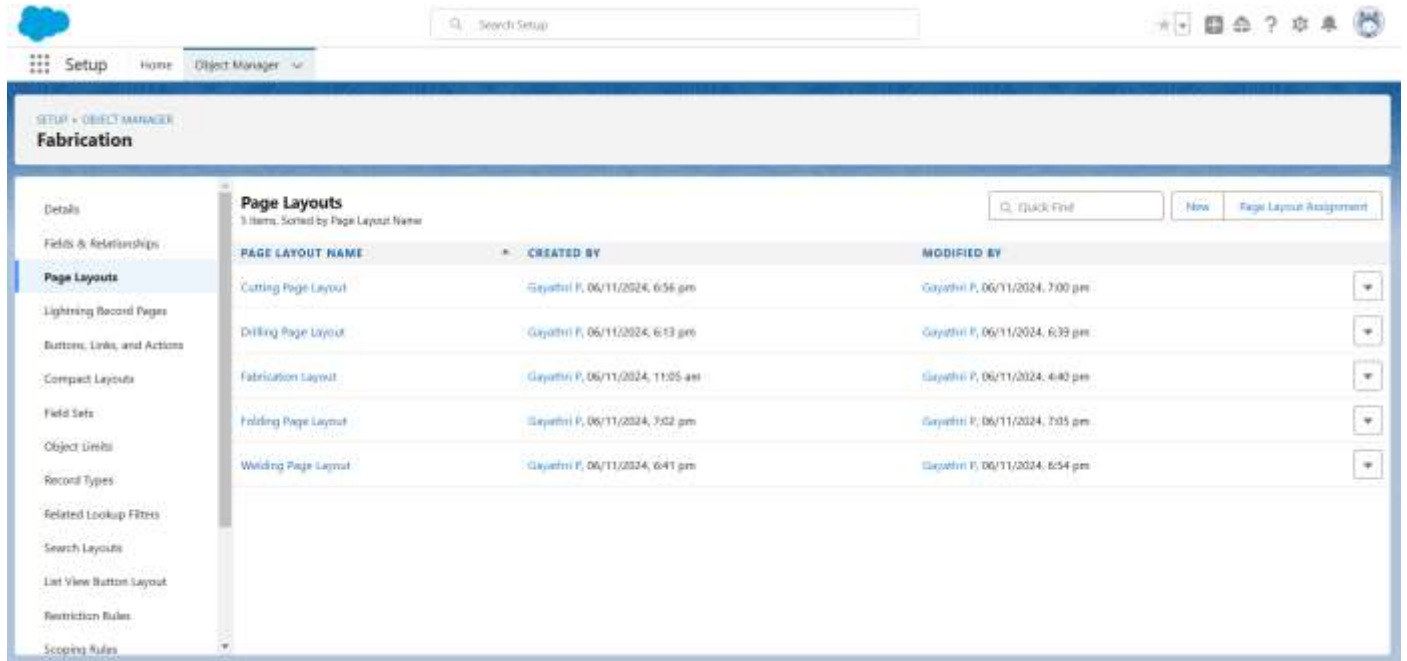 Search Setup
Setup Home Object Manager
SETUP > OBJECT MANAGER
Fabrication
Details
Fields & Relationships
Page Layouts
Lightning Record Pages
Buttons, Links, and Actions
Compact Layouts
Field Sets
Object Limits
Record Types
Related Lookup Filters
Search Layouts
List View Button Layout
Restriction Rules
Scoping Rules
Page Layouts
5 Items, Sorted by Page Layout Name
Quick Find
New
Page Layout Assignment
PAGE LAYOUT NAME CREATED BY MODIFIED BY
Cutting Page Layout Gayathri P, 06/11/2024, 6:56 pm Gayathri P, 06/11/2024, 7:00 pm
Drilling Page Layout Gayathri P, 06/11/2024, 6:13 pm Gayathri P, 06/11/2024, 6:39 pm
Fabrication Layout Gayathri P, 06/11/2024, 11:05 am Gayathri P, 06/11/2024, 4:40 pm
Folding Page Layout Gayathri P, 06/11/2024, 7:02 pm Gayathri P, 06/11/2024, 7:05 pm
Welding Page Layout Gayathri P, 06/11/2024, 6:41 pm Gayathri P, 06/11/2024, 6:54 pm